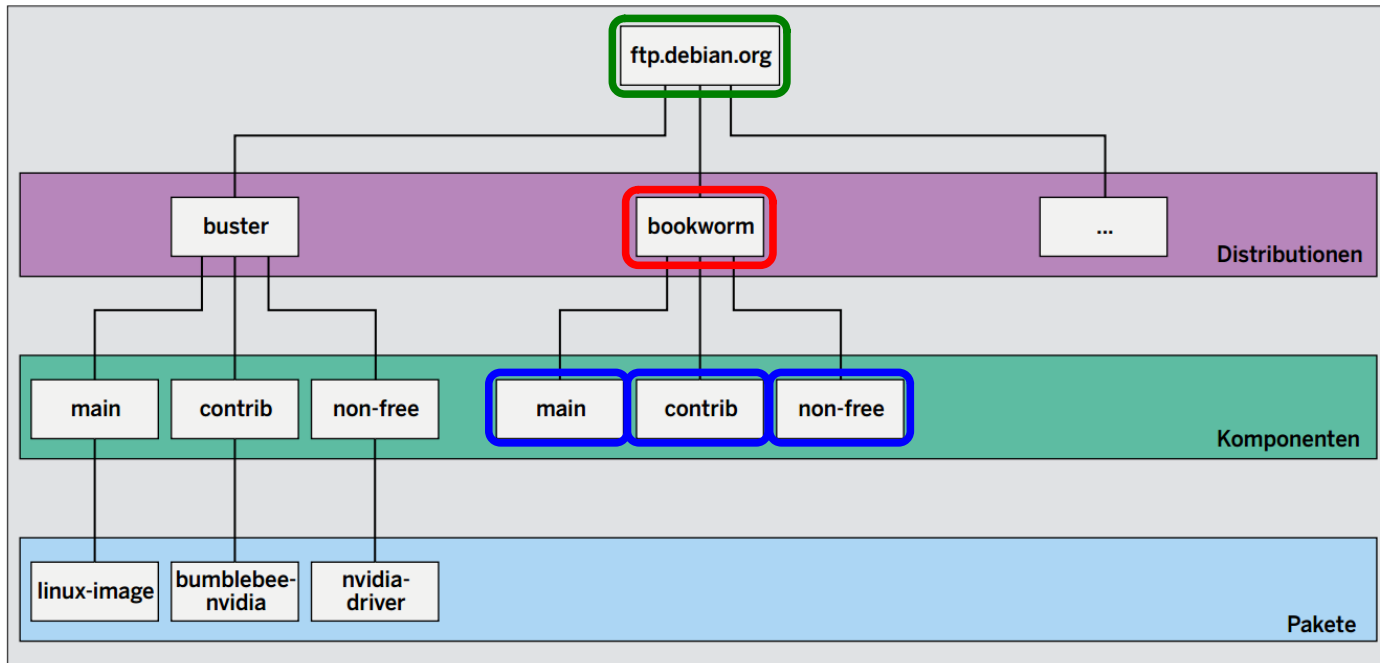 ftp.debian.org
buster
bookworm
...
Distributionen
main
contrib
non-free
main
contrib
non-free
Komponenten
linux-image
bumblebee-
nvidia
nvidia-
driver
Pakete